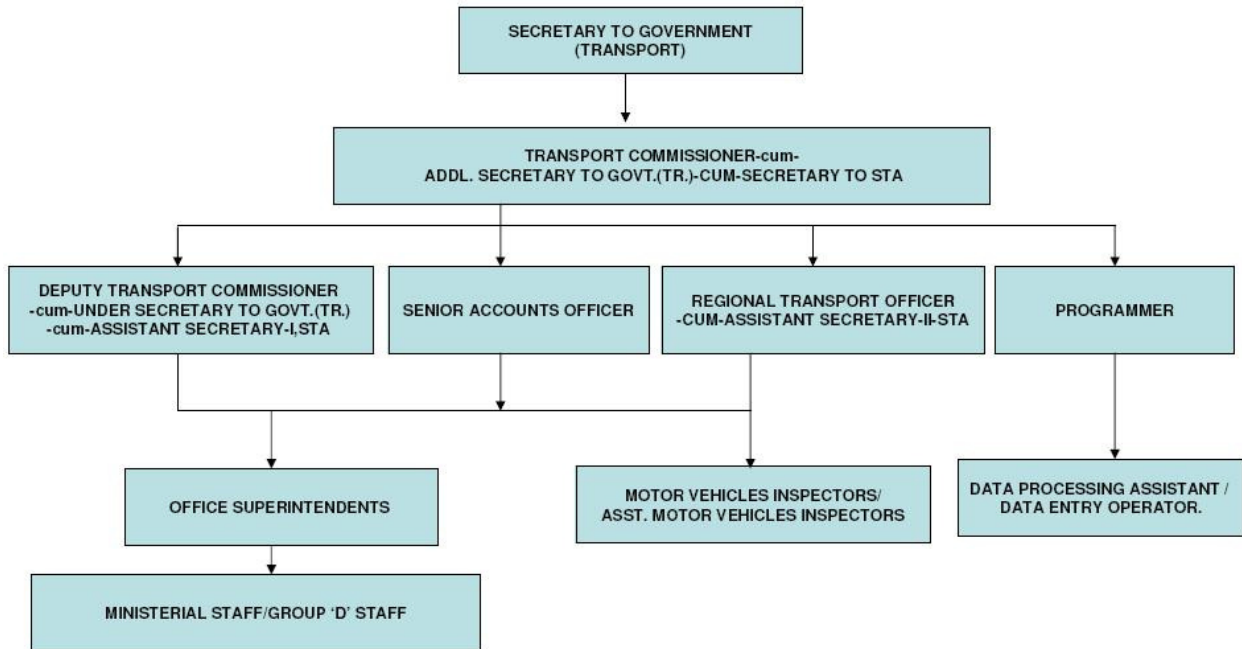 SECRETARY TO GOVERNMENT
(TRANSPORT)
TRANSPORT COMMISSIONER-cum-
ADDL. SECRETARY TO GOVT.(TR.)-CUM-SECRETARY TO STA
DEPUTY TRANSPORT COMMISSIONER
-cum-UNDER SECRETARY TO GOVT.(TR.)
-cum-ASSISTANT SECRETARY-I,STA
SENIOR ACCOUNTS OFFICER
REGIONAL TRANSPORT OFFICER
-CUM-ASSISTANT SECRETARY-II-STA
PROGRAMMER
OFFICE SUPERINTENDENTS
MOTOR VEHICLES INSPECTORS/
ASST. MOTOR VEHICLES INSPECTORS
DATA PROCESSING ASSISTANT /
DATA ENTRY OPERATOR.
MINISTERIAL STAFF/GROUP ‘D’ STAFF